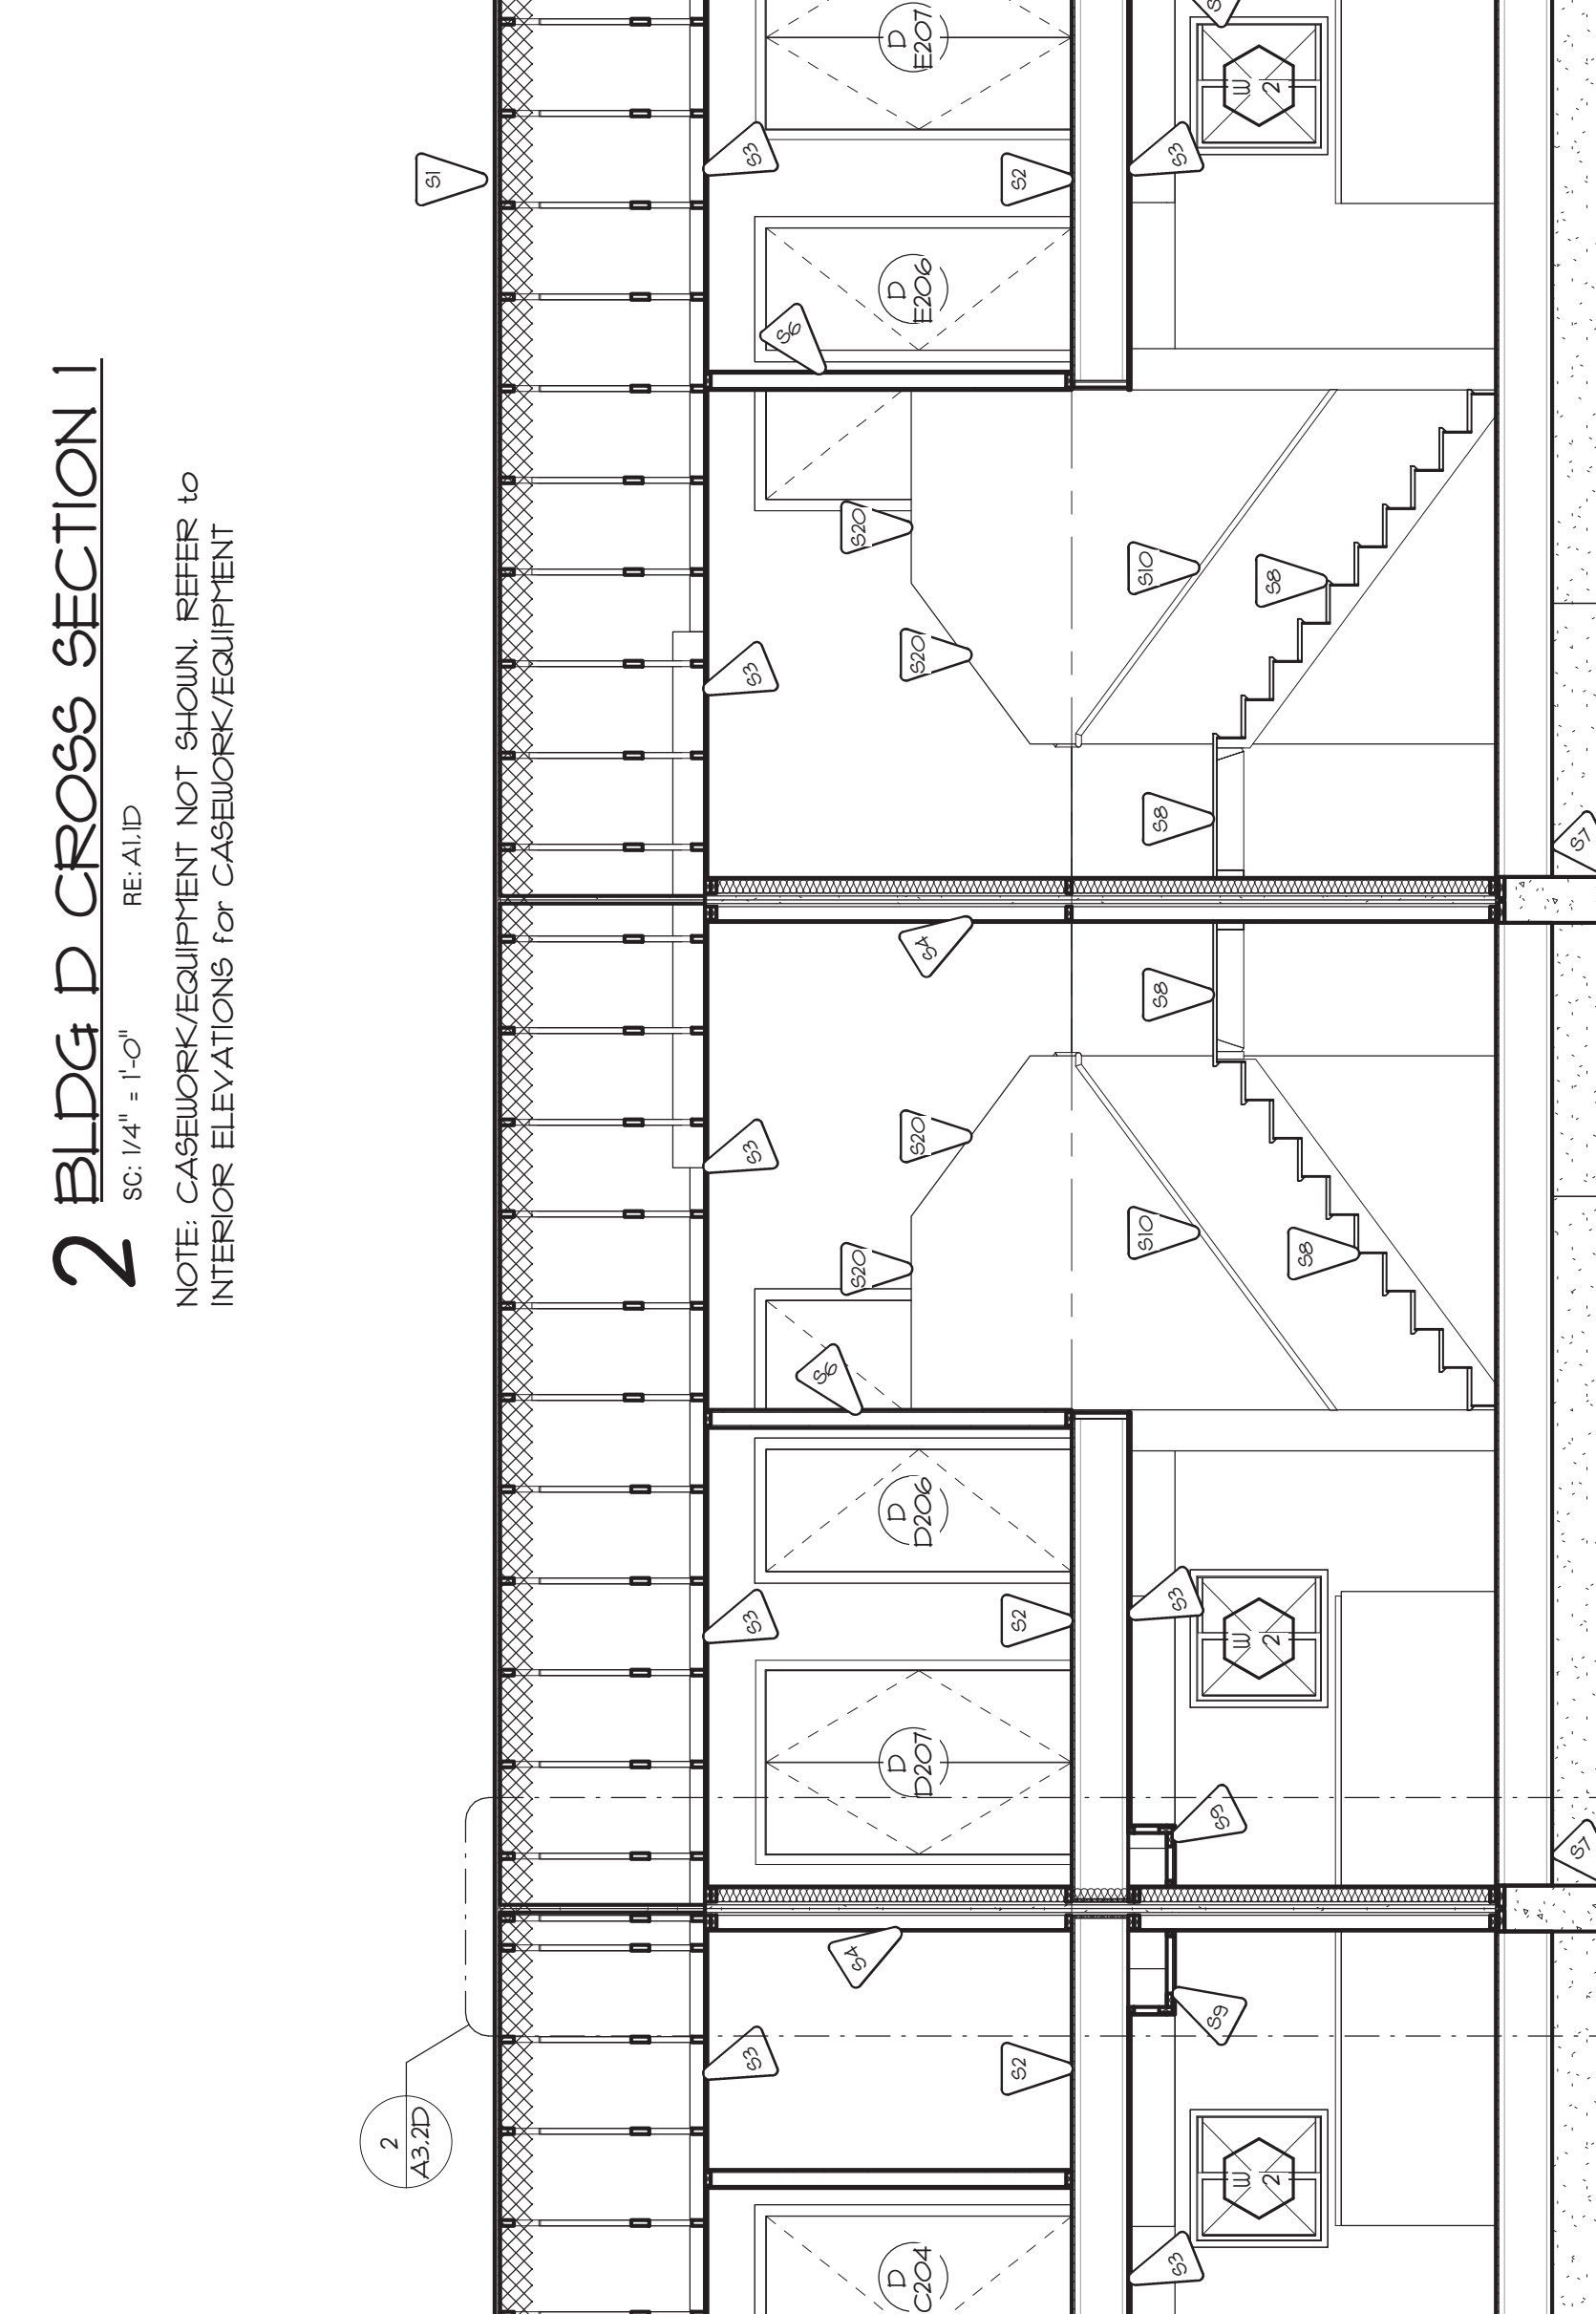 2 BLDG D CROSS SECTION 1
SC: 1/4" = 1'-0" RE: A1.1D
NOTE: CASEWORK/EQUIPMENT NOT SHOWN. REFER to
INTERIOR ELEVATIONS for CASEWORK/EQUIPMENT
2
A3.2D
S1
S3
S3
S3
S3
S3
S6
S6
S4
S20
S20
D
C204
D
D207
D
D206
D
E206
D
E207
S20
S4
S20
S2
S2
S2
S10
S8
S8
S10
S3
S3
S3
S9
S9
W
2
W
2
W
2
S8
S8
S7
S7